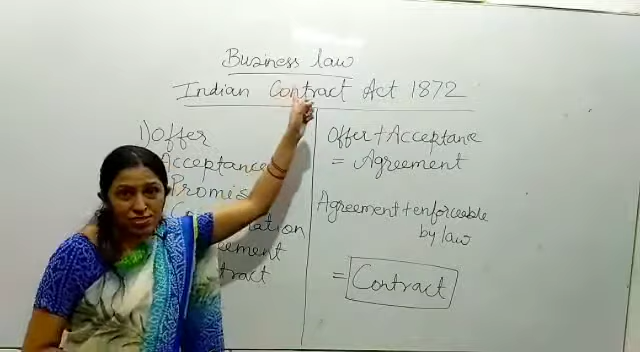 Business law
Indian Contract Act 1872
1) Offer
Acceptance
Promis
ation
ement
tract
Offer + Acceptance
= Agreement
Agreement + enforceable
by law
= Contract